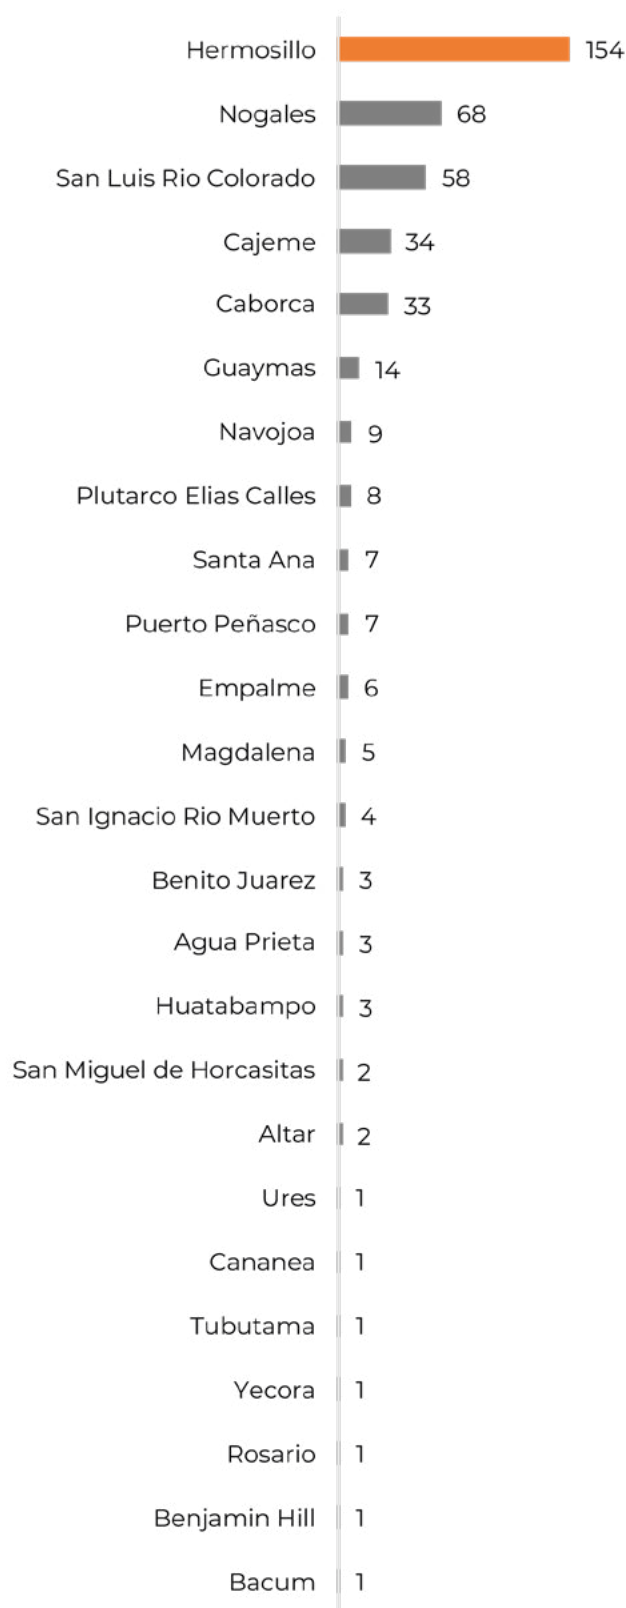 Hermosillo 154
Nogales 68
San Luis Rio Colorado 58
Cajeme 34
Caborca 33
Guaymas 14
Navojoa 9
Plutarco Elias Calles 8
Santa Ana 7
Puerto Peñasco 7
Empalme 6
Magdalena 5
San Ignacio Rio Muerto 4
Benito Juarez 3
Agua Prieta 3
Huatabampo 3
San Miguel de Horcasitas 2
Altar 2
Ures 1
Cananea 1
Tubutama 1
Yecora 1
Rosario 1
Benjamin Hill 1
Bacum 1